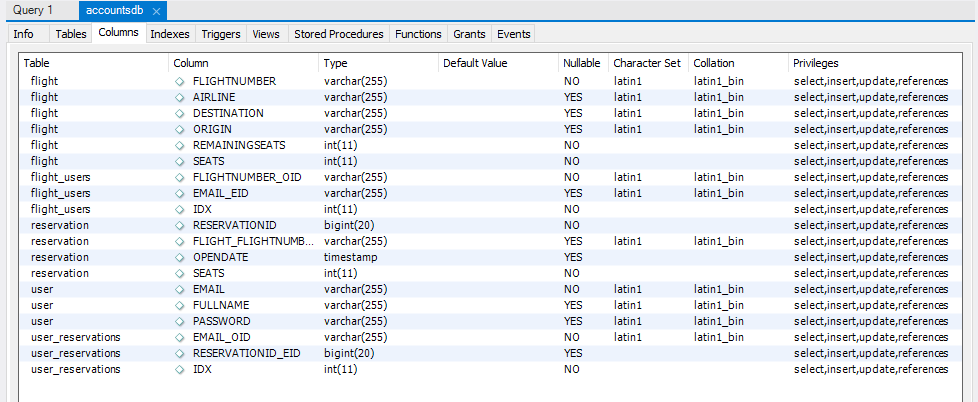 Query 1 accountsdb ×
Info Tables Columns Indexes Triggers Views Stored Procedures Functions Grants Events
Table Column Type Default Value Nullable Character Set Collation Privileges
flight FLIGHTNUMBER varchar(255) NO latin1 latin1_bin select,insert,update,references
flight AIRLINE varchar(255) YES latin1 latin1_bin select,insert,update,references
flight DESTINATION varchar(255) YES latin1 latin1_bin select,insert,update,references
flight ORIGIN varchar(255) YES latin1 latin1_bin select,insert,update,references
flight REMAININGSEATS int(11) NO select,insert,update,references
flight SEATS int(11) NO select,insert,update,references
flight_users FLIGHTNUMBER_OID varchar(255) NO latin1 latin1_bin select,insert,update,references
flight_users EMAIL_EID varchar(255) YES latin1 latin1_bin select,insert,update,references
flight_users IDX int(11) NO select,insert,update,references
reservation RESERVATIONID bigint(20) NO select,insert,update,references
reservation FLIGHT_FLIGHTNUMB... varchar(255) YES latin1 latin1_bin select,insert,update,references
reservation OPENDATE timestamp YES select,insert,update,references
reservation SEATS int(11) NO select,insert,update,references
user EMAIL varchar(255) NO latin1 latin1_bin select,insert,update,references
user FULLNAME varchar(255) YES latin1 latin1_bin select,insert,update,references
user PASSWORD varchar(255) YES latin1 latin1_bin select,insert,update,references
user_reservations EMAIL_OID varchar(255) NO latin1 latin1_bin select,insert,update,references
user_reservations RESERVATIONID_EID bigint(20) YES select,insert,update,references
user_reservations IDX int(11) NO select,insert,update,references